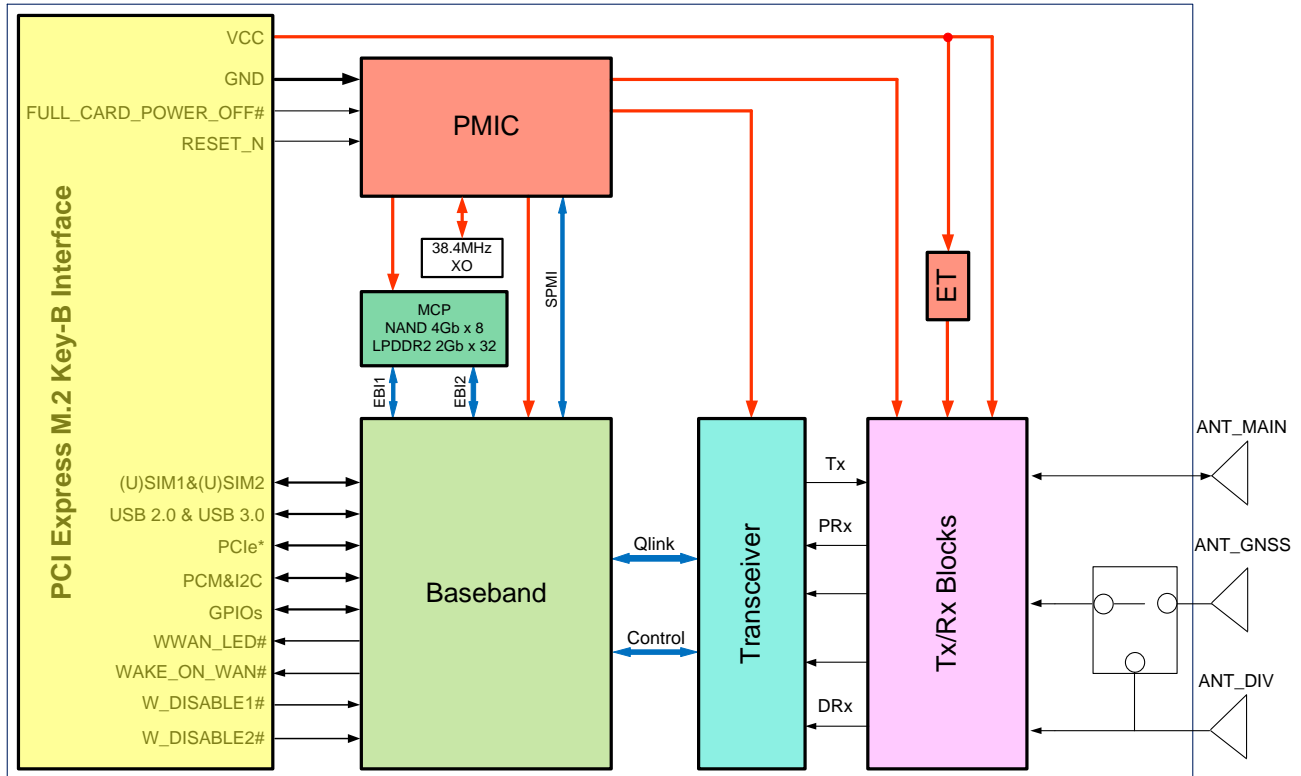 PCI Express M.2 Key-B Interface
VCC
GND
FULL_CARD_POWER_OFF#
RESET_N
(U)SIM1&(U)SIM2
USB 2.0 & USB 3.0
PCIe*
PCM&I2C
GPIOs
WWAN_LED#
WAKE_ON_WAN#
W_DISABLE1#
W_DISABLE2#
PMIC
38.4MHz
XO
SPMI
MCP
NAND 4Gb x 8
LPDDR2 2Gb x 32
EBI1
EBI2
Baseband
Qlink
Control
Transceiver
Tx
PRx
DRx
ET
Tx/Rx Blocks
ANT_MAIN
ANT_GNSS
ANT_DIV